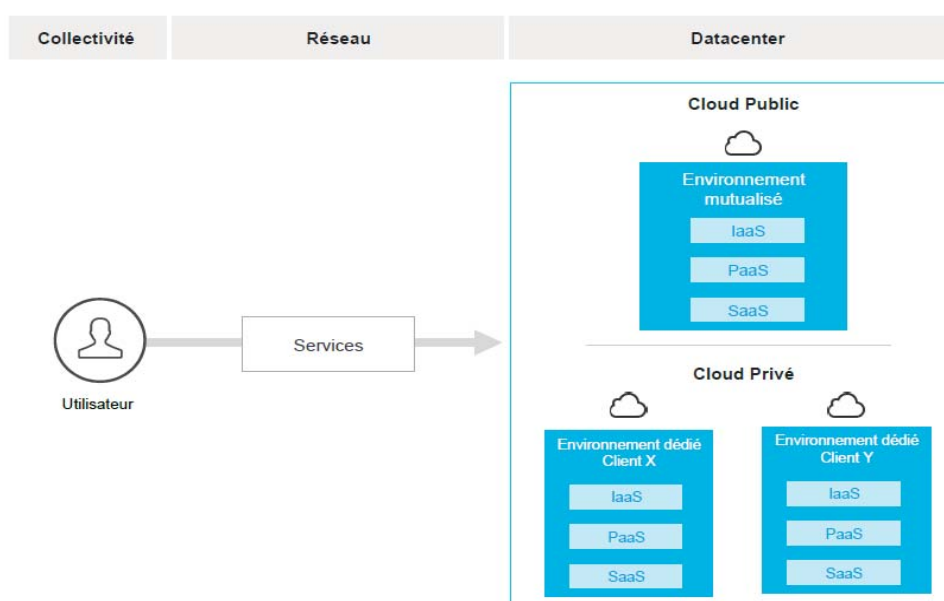 Collectivité
Réseau
Datacenter
Cloud Public
Environnement
mutualisé
IaaS
PaaS
SaaS
Utilisateur
Services
Cloud Privé
Environnement dédié
Client X
IaaS
PaaS
SaaS
Environnement dédié
Client Y
IaaS
PaaS
SaaS